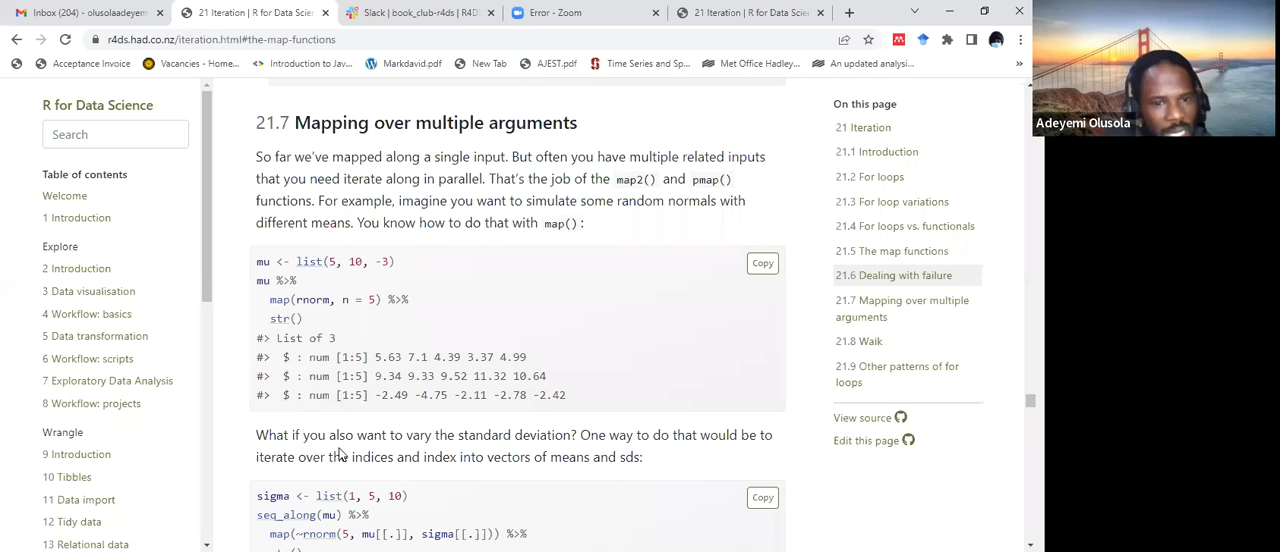 Inbox (204) - olusolaadeyem
21 Iteration | R for Data Science
Slack | book_club-r4ds | R4D
Error - Zoom
21 Iteration | R for Data Scienc
r4ds.had.co.nz/iteration.html#the-map-functions
Acceptance Invoice
Vacancies - Home...
Introduction to Jav...
Markdavid.pdf
New Tab
AJEST.pdf
Time Series and Sp...
Met Office Hadley...
An updated analysi...
»
Adeyemi Olusola
R for Data Science
Search
Table of contents
Welcome
1 Introduction
Explore
2 Introduction
3 Data visualisation
4 Workflow: basics
5 Data transformation
6 Workflow: scripts
7 Exploratory Data Analysis
8 Workflow: projects
Wrangle
9 Introduction
10 Tibbles
11 Data import
12 Tidy data
13 Relational data
21.7 Mapping over multiple arguments
So far we've mapped along a single input. But often you have multiple related inputs
that you need iterate along in parallel. That's the job of the map2() and pmap()
functions. For example, imagine you want to simulate some random normals with
different means. You know how to do that with map() :
Copy
mu <- list(5, 10, -3)
mu %>%
map(rnorm, n = 5) %>%
str()
#> List of 3
#> $ : num [1:5] 5.63 7.1 4.39 3.37 4.99
#> $ : num [1:5] 9.34 9.33 9.52 11.32 10.64
#> $ : num [1:5] -2.49 -4.75 -2.11 -2.78 -2.42
What if you also want to vary the standard deviation? One way to do that would be to
iterate over the indices and index into vectors of means and sds:
Copy
sigma <- list(1, 5, 10)
seq_along(mu) %>%
map(~rnorm(5, mu[[.]], sigma[[.]])) %>%
On this page
21 Iteration
21.1 Introduction
21.2 For loops
21.3 For loop variations
21.4 For loops vs. functionals
21.5 The map functions
21.6 Dealing with failure
21.7 Mapping over multiple
arguments
21.8 Walk
21.9 Other patterns of for
loops
View source
Edit this page